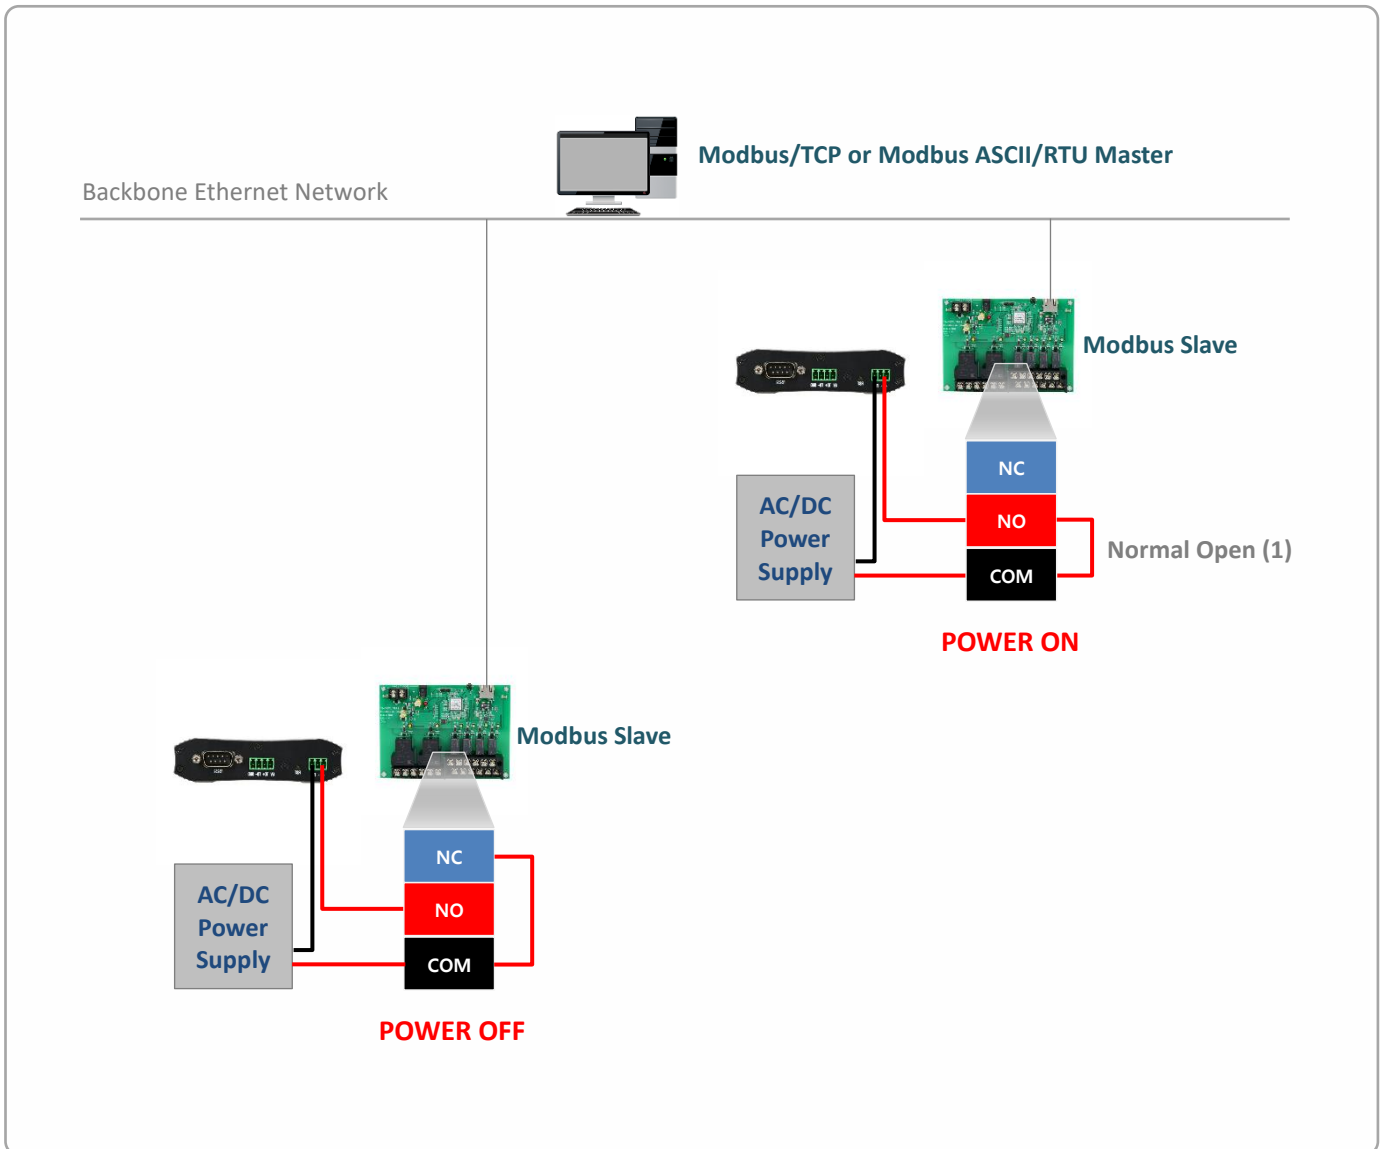 Modbus/TCP or Modbus ASCII/RTU Master
Backbone Ethernet Network
Modbus Slave
NC
AC/DC
Power
Supply
NO
COM
Normal Open (1)
POWER ON
Modbus Slave
NC
AC/DC
Power
Supply
NO
COM
POWER OFF